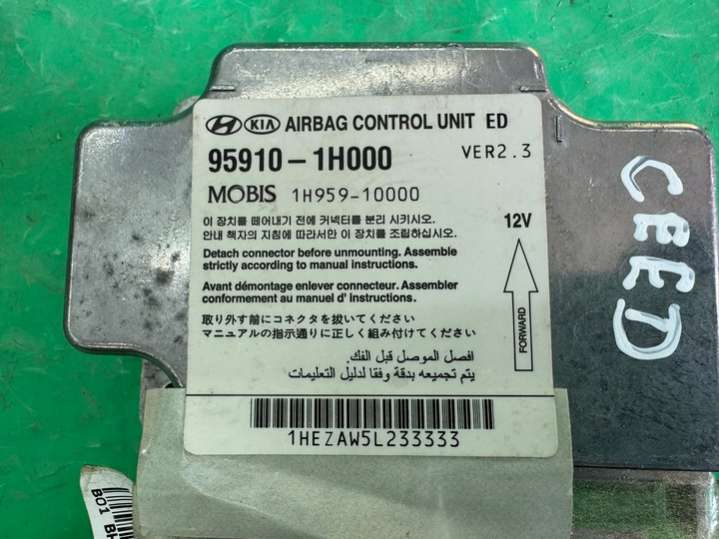 KIA AIRBAG CONTROL UNIT ED
95910-1H000 VER2.3
MOBIS 1H959-10000
이 장치를 떼어내기 전에 커넥터를 분리 시키시오.
안내 책자의 지침에 따라서만 이 장치를 조립하십시오.
12V
Detach connector before unmounting. Assemble
strictly according to manual instructions.
Avant démontage enlever connecteur. Assembler
conformement au manuel d' instructions.
FORWARD
取り外す前にコネクタを抜いてください
マニュアルの指示通りに正しく組み付けてください
افصل الموصل قبل الفك.
يتم تجميعه بدقة وفقا لدليل التعليمات
1HEZAW5L233333
CEED
B01